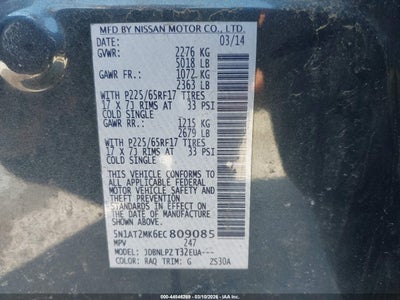 MFD BY NISSAN MOTOR CO., LTD.
DATE: 03/14
GVWR: 2276 KG
5018 LB
GAWR FR: 1072 KG
2363 LB
WITH P225/65RF17 TIRES
17 X 7J RIMS AT 33 PSI
COLD SINGLE
GAWR RR: 1215 KG
2679 LB
WITH P225/65RF17 TIRES
17 X 7J RIMS AT 33 PSI
COLD SINGLE
THIS VEHICLE CONFORMS TO
ALL APPLICABLE FEDERAL
MOTOR VEHICLE SAFETY AND
THEFT PREVENTION STANDARDS
IN EFFECT ON THE DATE OF
MANUFACTURE SHOWN ABOVE.
5N1AT2MK6EC809085
MPV 247
MODEL: JDBNLPZ T32EUA---
COLOR: RAQ TRIM: G ZS30A
000-44546269 - 03/10/2026 - IAAI